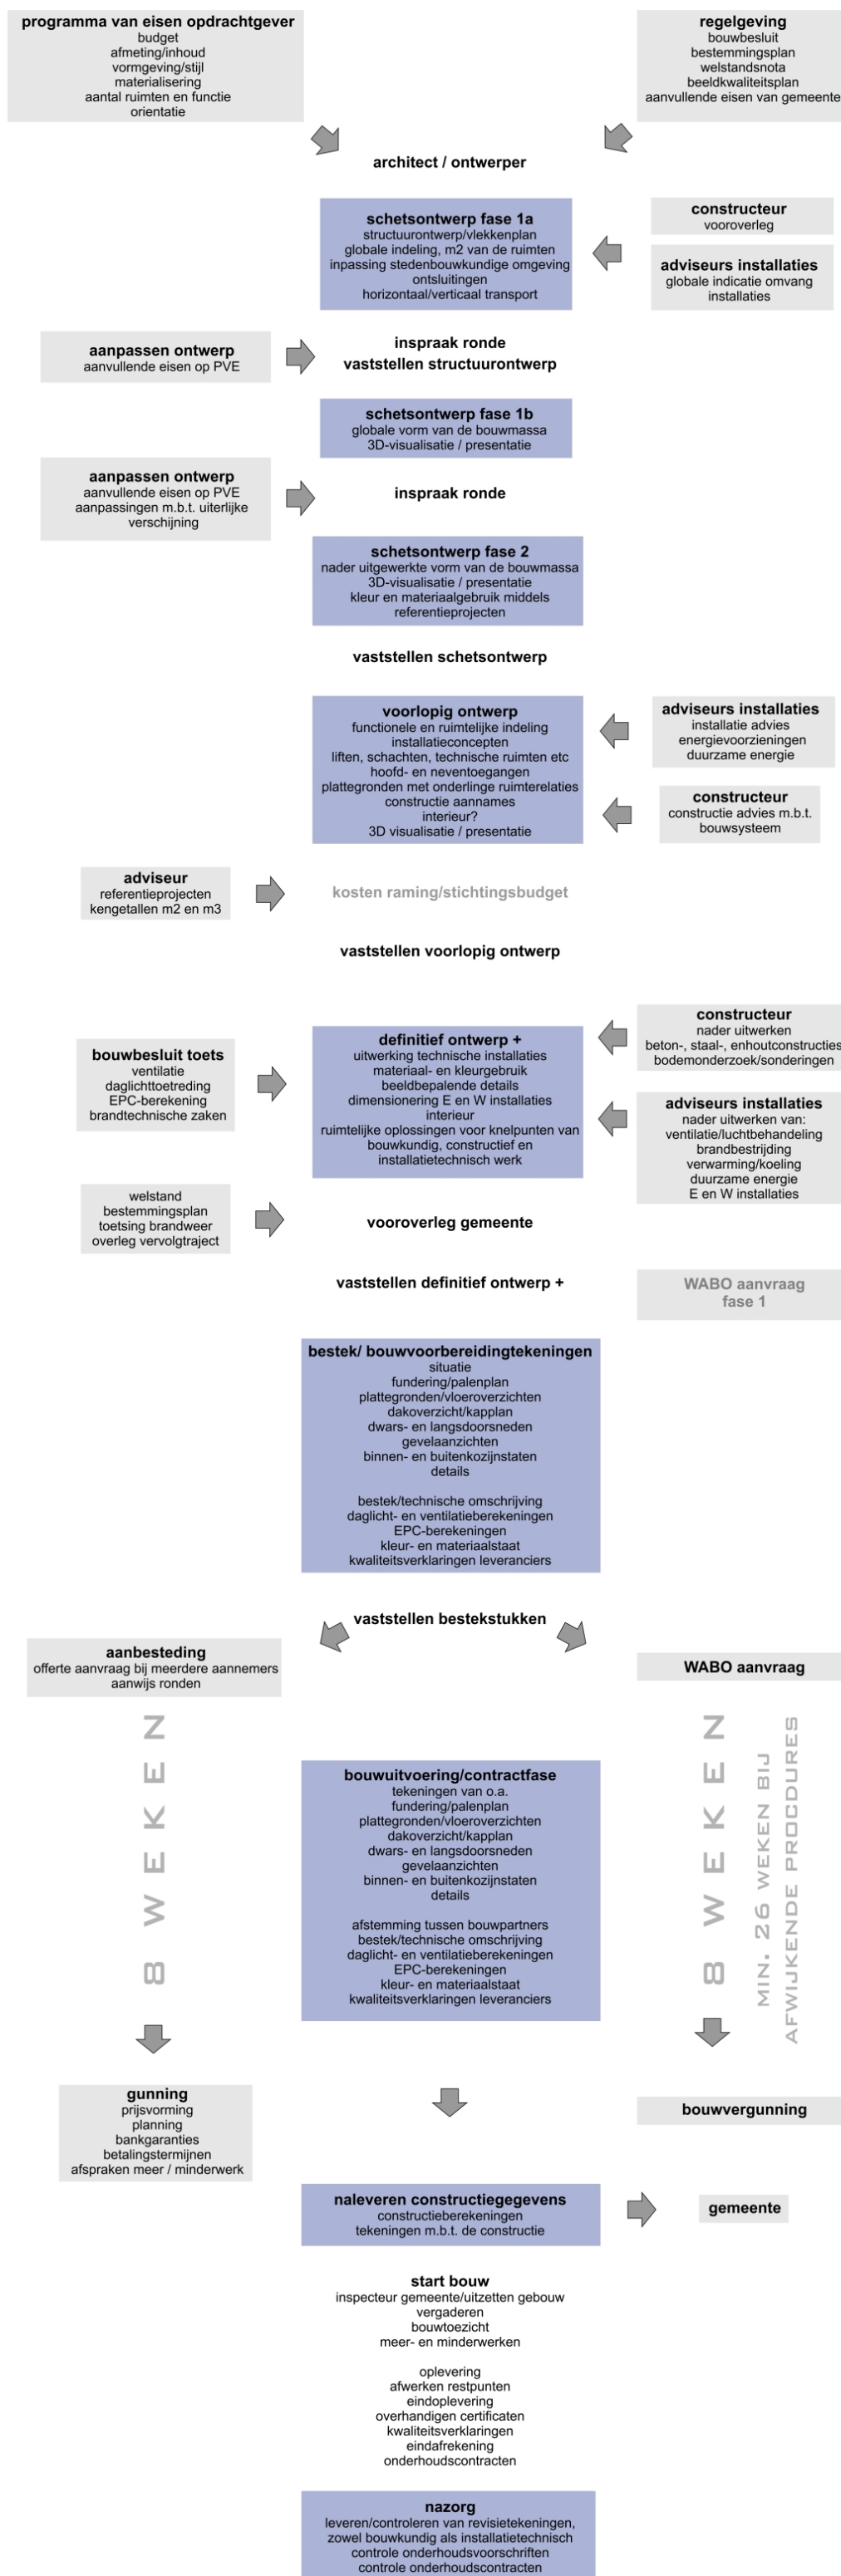 programma van eisen opdrachtgever
budget
afmeting/inhoud
vormgeving/stijl
materialisering
aantal ruimten en functie
orientatie
regelgeving
bouwbesluit
bestemmingsplan
welstandsnota
beeldkwaliteitsplan
aanvullende eisen van gemeente
architect / ontwerper
schetsontwerp fase 1a
structuurontwerp/vlekkenplan
globale indeling, m2 van de ruimten
inpassing stedenbouwkundige omgeving
ontsluitingen
horizontaal/verticaal transport
constructeur
vooroverleg
adviseurs installaties
globale indicatie omvang
installaties
aanpassen ontwerp
aanvullende eisen op PVE
inspraak ronde
vaststellen structuurontwerp
schetsontwerp fase 1b
globale vorm van de bouwmassa
3D-visualisatie / presentatie
aanpassen ontwerp
aanvullende eisen op PVE
aanpassingen m.b.t. uiterlijke
verschijning
inspraak ronde
schetsontwerp fase 2
nader uitgewerkte vorm van de bouwmassa
3D-visualisatie / presentatie
kleur en materiaalgebruik middels
referentieprojecten
vaststellen schetsontwerp
voorlopig ontwerp
functionele en ruimtelijke indeling
installatieconcepten
liften, schachten, technische ruimten etc
hoofd- en neventoegangen
plattegronden met onderlinge ruimterelaties
constructie aannames
interieur?
3D visualisatie / presentatie
adviseurs installaties
installatie advies
energievoorzieningen
duurzame energie
constructeur
constructie advies m.b.t.
bouwsysteem
adviseur
referentieprojecten
kengetallen m2 en m3
kosten raming/stichtingsbudget
vaststellen voorlopig ontwerp
bouwbesluit toets
ventilatie
daglichttoetreding
EPC-berekening
brandtechnische zaken
definitief ontwerp +
uitwerking technische installaties
materiaal- en kleurgebruik
beeldbepalende details
dimensionering E en W installaties
interieur
ruimtelijke oplossingen voor knelpunten van
bouwkundig, constructief en
installatietechnisch werk
constructeur
nader uitwerken
beton-, staal-, enhoutconstructies
bodemonderzoek/sonderingen
adviseurs installaties
nader uitwerken van:
ventilatie/luchtbehandeling
brandbestrijding
verwarming/koeling
duurzame energie
E en W installaties
welstand
bestemmingsplan
toetsing brandweer
overleg vervolgtraject
vooroverleg gemeente
vaststellen definitief ontwerp +
WABO aanvraag
fase 1
bestek/ bouwvoorbereidingtekeningen
situatie
fundering/palenplan
plattegronden/vloeroverzichten
dakoverzicht/kapplan
dwars- en langsdoorsneden
gevelaanzichten
binnen- en buitenkozijnstaten
details
bestek/technische omschrijving
daglicht- en ventilatieberekeningen
EPC-berekeningen
kleur- en materiaalstaat
kwaliteitsverklaringen leveranciers
vaststellen bestekstukken
aanbesteding
offerte aanvraag bij meerdere aannemers
aanwijs ronden
WABO aanvraag
8 WEKEN
bouwuitvoering/contractfase
tekeningen van o.a.
fundering/palenplan
plattegronden/vloeroverzichten
dakoverzicht/kapplan
dwars- en langsdoorsneden
gevelaanzichten
binnen- en buitenkozijnstaten
details
afstemming tussen bouwpartners
bestek/technische omschrijving
daglicht- en ventilatieberekeningen
EPC-berekeningen
kleur- en materiaalstaat
kwaliteitsverklaringen leveranciers
8 WEKEN
MIN. 26 WEKEN BIJ
AFWIJKENDE PROCDURES
gunning
prijsvorming
planning
bankgaranties
betalingstermijnen
afspraken meer / minderwerk
bouwvergunning
naleveren constructiegegevens
constructieberekeningen
tekeningen m.b.t. de constructie
gemeente
start bouw
inspecteur gemeente/uitzetten gebouw
vergaderen
bouwtoezicht
meer- en minderwerken
oplevering
afwerken restpunten
eindoplevering
overhandigen certificaten
kwaliteitsverklaringen
eindafrekening
onderhoudscontracten
nazorg
leveren/controleren van revisietekeningen,
zowel bouwkundig als installatietechnisch
controle onderhoudsvoorschriften
controle onderhoudscontracten